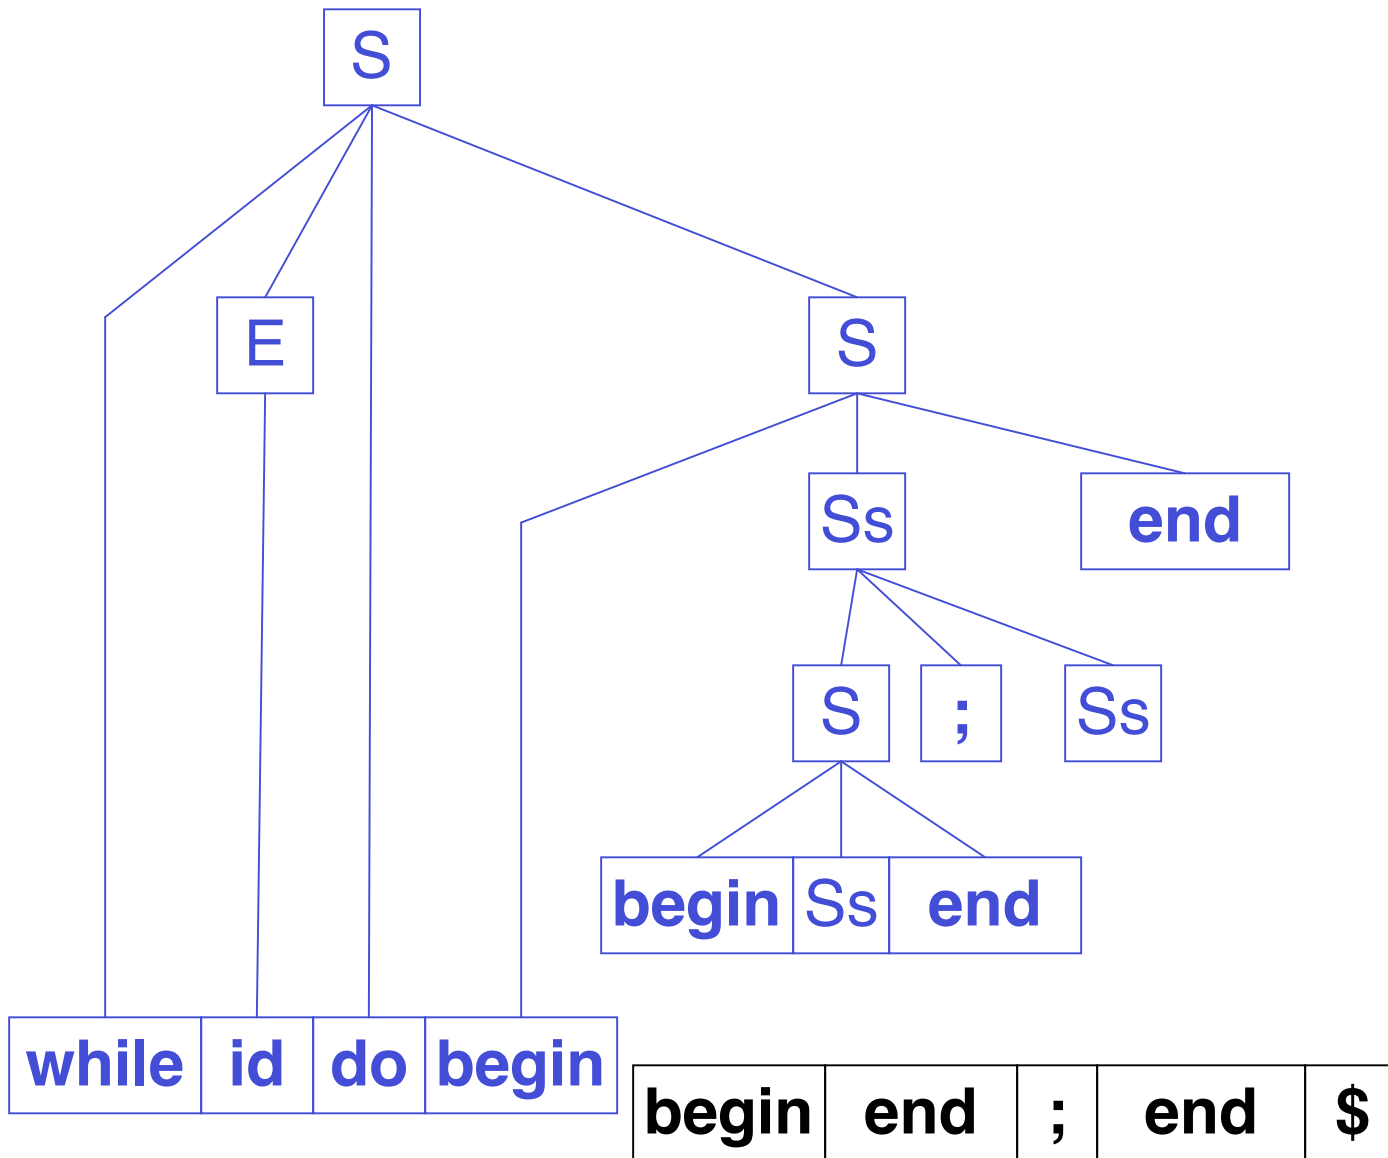 S
E S
Ss end
S ; Ss
begin Ss end
while id do begin
begin end ; end $